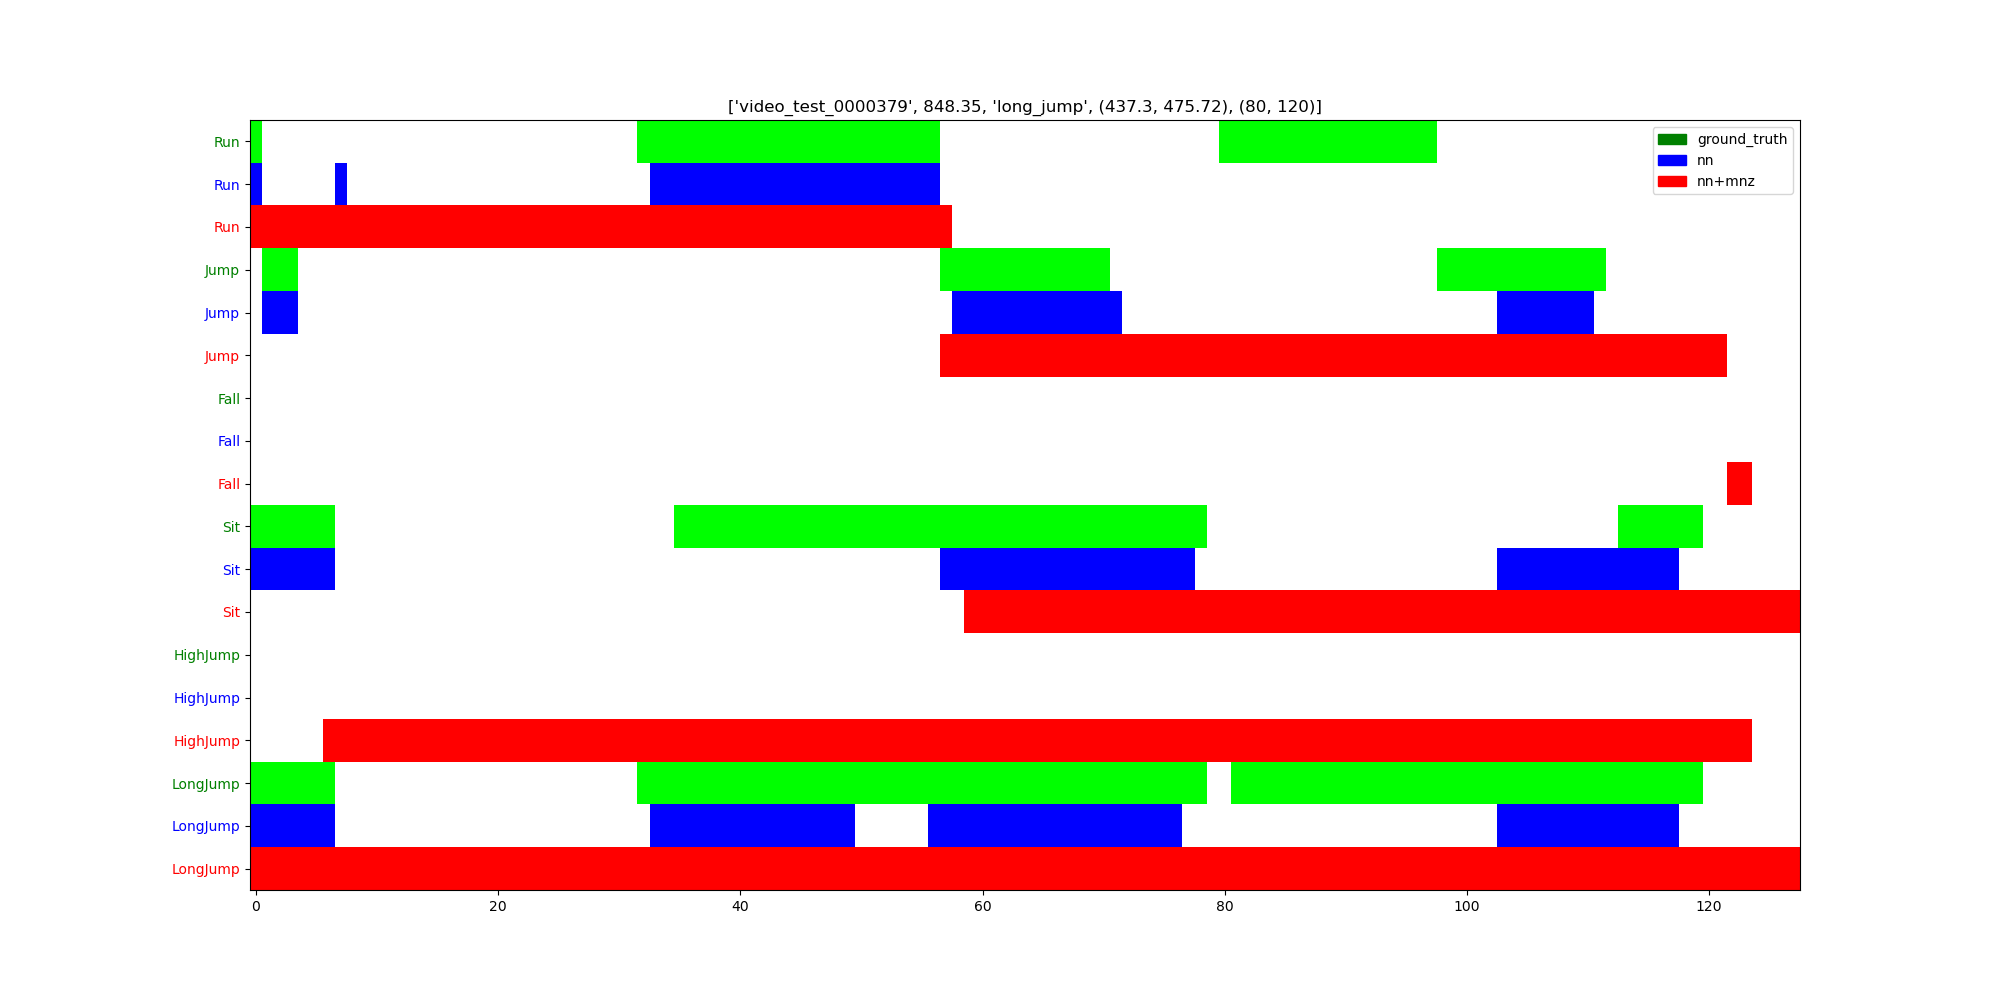 ['video_test_0000379', 848.35, 'long_jump', (437.3, 475.72), (80, 120)]
ground_truth
nn
nn+mnz
Run
Run
Run
Jump
Jump
Jump
Fall
Fall
Fall
Sit
Sit
Sit
HighJump
HighJump
HighJump
LongJump
LongJump
LongJump
0 20 40 60 80 100 120